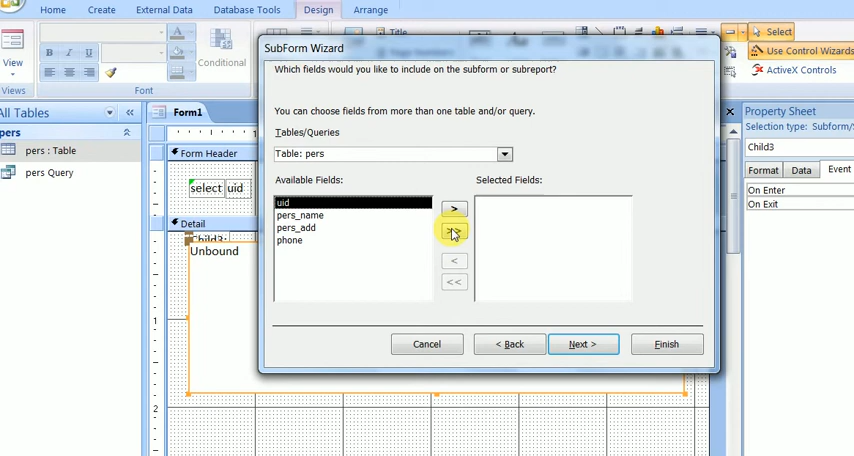 Home Create External Data Database Tools Design Arrange
Title
Select
View
B I U
Conditional
Use Control Wizards
ActiveX Controls
Font
SubForm Wizard
Which fields would you like to include on the subform or subreport?
You can choose fields from more than one table and/or query.
Tables/Queries
Table: pers
Available Fields:
Selected Fields:
uid
pers_name
pers_add
phone
>
>>
<
<<
Cancel
< Back
Next >
Finish
All Tables
«
pers
pers : Table
pers Query
Form1
Form Header
select uid
Detail
Child3:
Unbound
1
2
Property Sheet
Selection type: Subform/S
Child3
Format Data Event
On Enter
On Exit